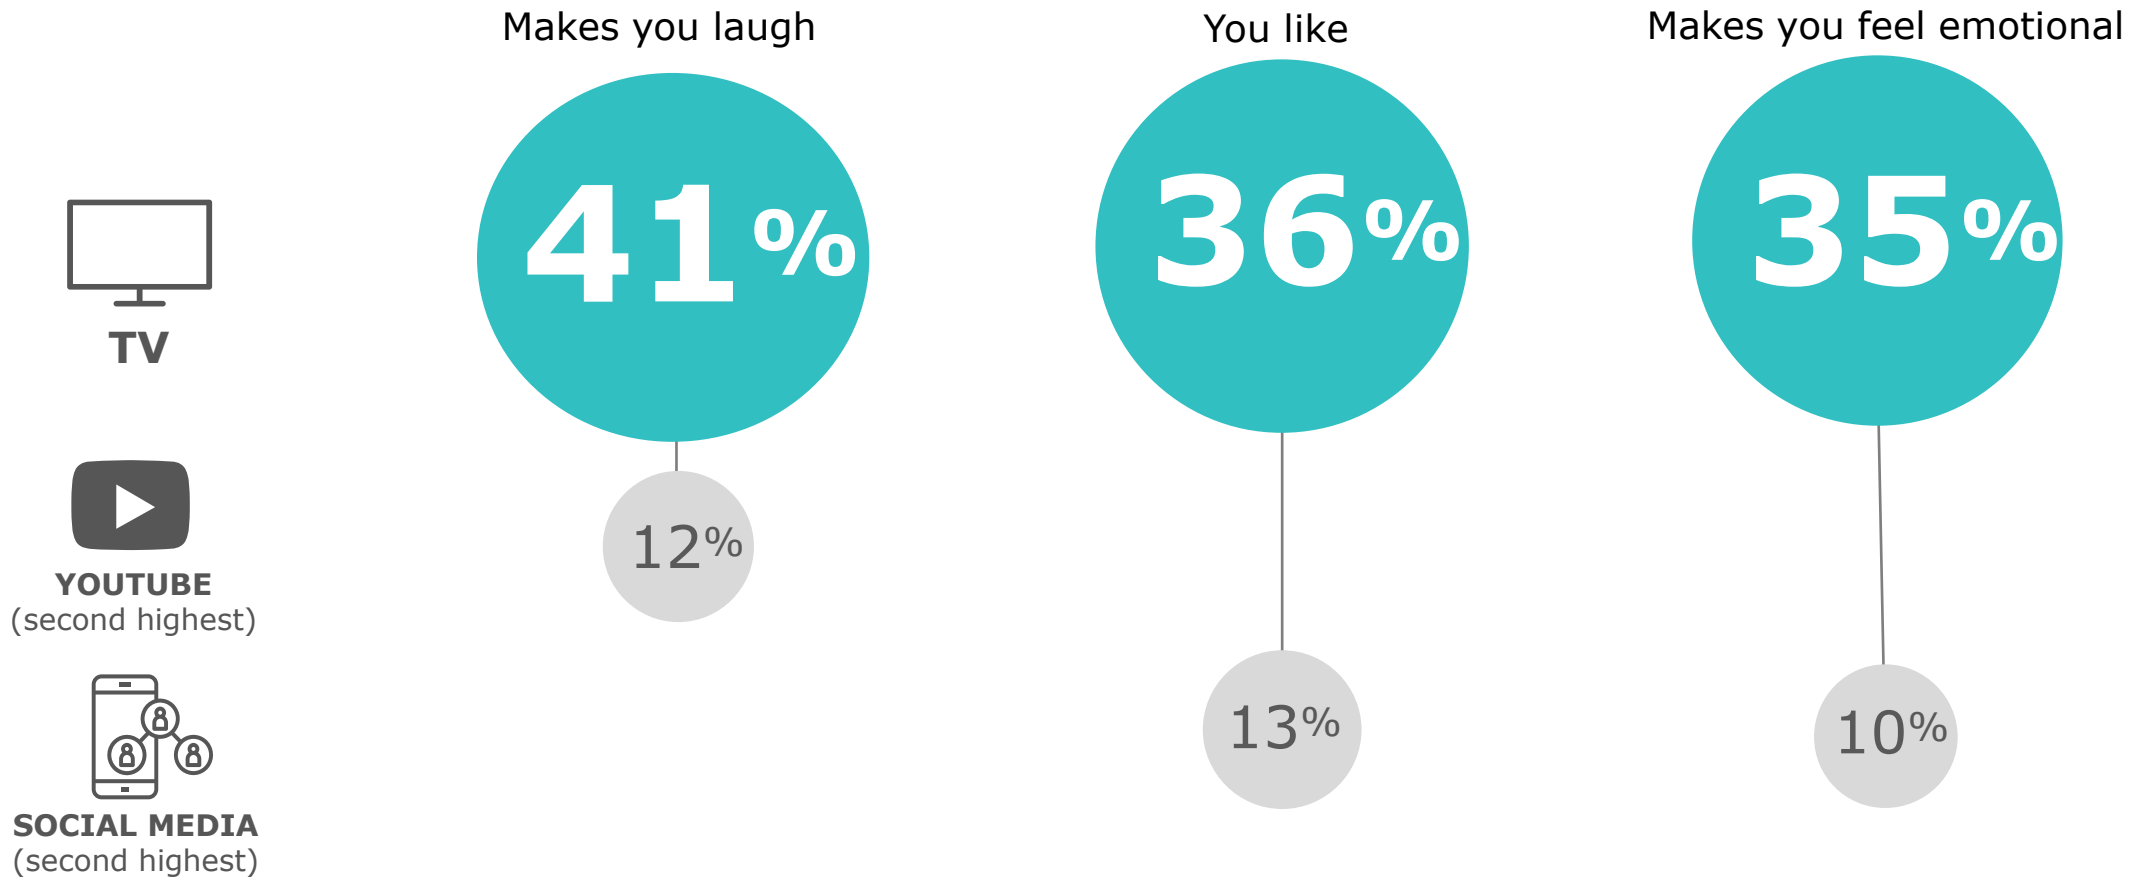 Makes you laugh
You like
Makes you feel emotional
41%
36%
35%
TV
12%
YOUTUBE
(second highest)
13%
10%
SOCIAL MEDIA
(second highest)